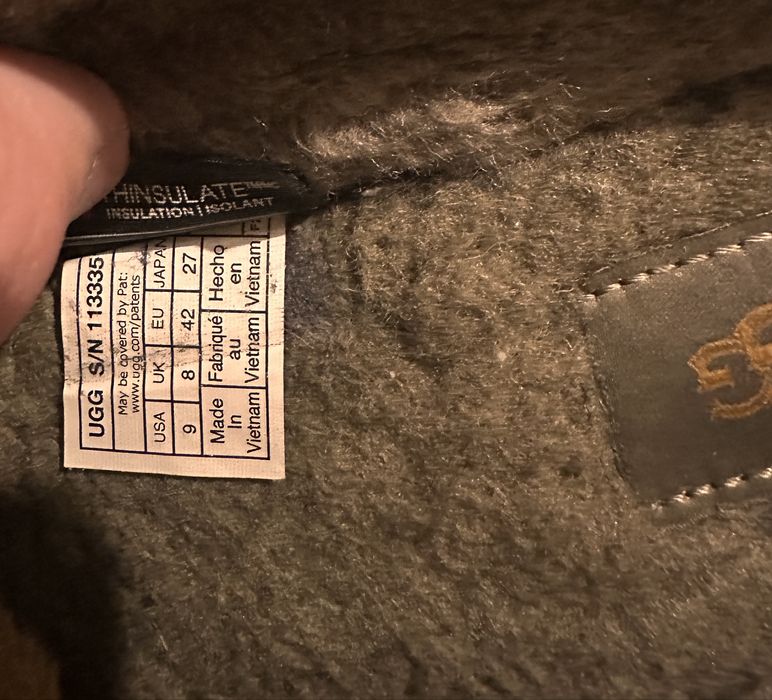 THINSULATE™
INSULATION | ISOLANT
UGG S/N 113335
May be covered by Pat:
www.ugg.com/patents
USA UK EU JAPAN
9 8 42 27
Made Fabriqué Hecho
In au en
Vietnam Vietnam Vietnam